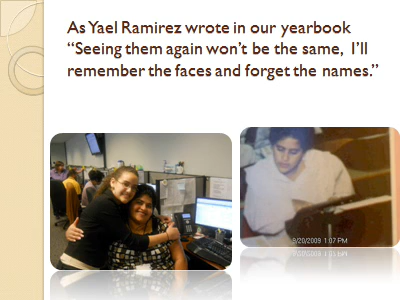 As Yael Ramirez wrote in our yearbook
“Seeing them again won’t be the same,  I’ll
remember the faces and forget the names.”
9/20/2009  1:07 PM